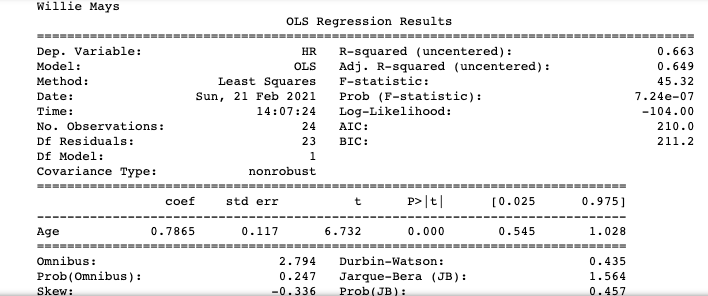 Willie Mays
OLS Regression Results
==============================================================================
Dep. Variable: HR R-squared (uncentered): 0.663
Model: OLS Adj. R-squared (uncentered): 0.649
Method: Least Squares F-statistic: 45.32
Date: Sun, 21 Feb 2021 Prob (F-statistic): 7.24e-07
Time: 14:07:24 Log-Likelihood: -104.00
No. Observations: 24 AIC: 210.0
Df Residuals: 23 BIC: 211.2
Df Model: 1
Covariance Type: nonrobust
==============================================================================
coef std err t P>|t| [0.025 0.975]
------------------------------------------------------------------------------
Age 0.7865 0.117 6.732 0.000 0.545 1.028
==============================================================================
Omnibus: 2.794 Durbin-Watson: 0.435
Prob(Omnibus): 0.247 Jarque-Bera (JB): 1.564
Skew: -0.336 Prob(JB): 0.457